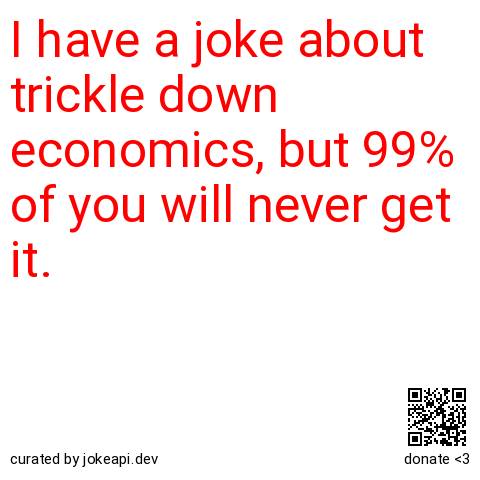 I have a joke about
trickle down
economics, but 99%
of you will never get
it.
curated by jokeapi.dev
donate <3